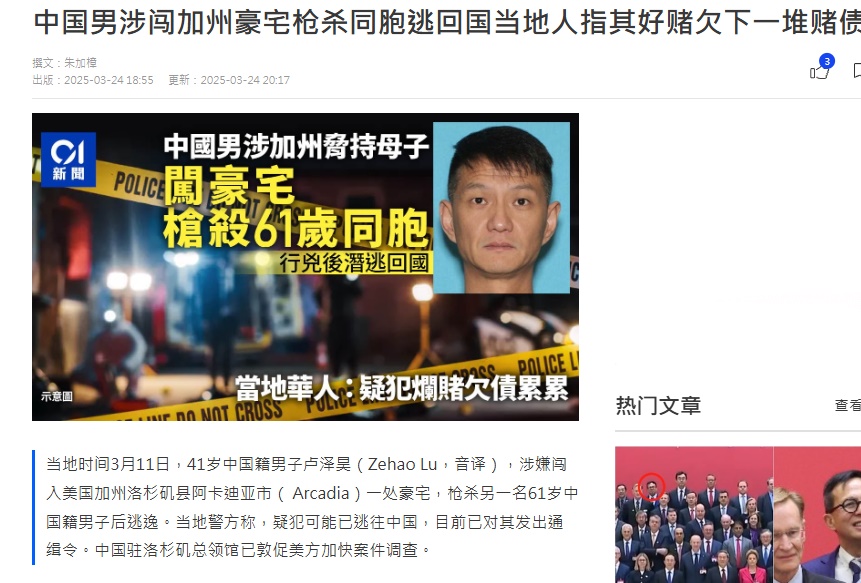 中国男涉闯加州豪宅枪杀同胞逃回国当地人指其好赌欠下一堆赌债
撰文：朱加樟
出版：2025-03-24 18:55 更新：2025-03-24 20:17
3
01
新聞
中國男涉加州脅持母子
闖豪宅
槍殺61歲同胞
行兇後潛逃回國
POLICE
DO NOT CROSS
當地華人：疑犯爛賭欠債累累
示意圖
LINE DO NOT CROSS POLICE LINE DO NOT CROSS POLICE LI
热门文章
查看
当地时间3月11日，41岁中国籍男子卢泽昊（Zehao Lu，音译），涉嫌闯
入美国加州洛杉矶县阿卡迪亚市（ Arcadia）一处豪宅，枪杀另一名61岁中
国籍男子后逃逸。当地警方称，疑犯可能已逃往中国，目前已对其发出通
缉令。中国驻洛杉矶总领馆已敦促美方加快案件调查。